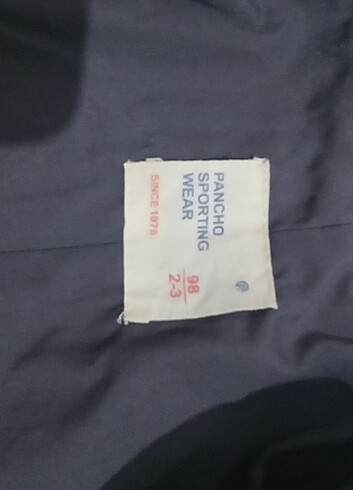 PANCHO
SPORTING
WEAR
SINCE 1978
98
2-3